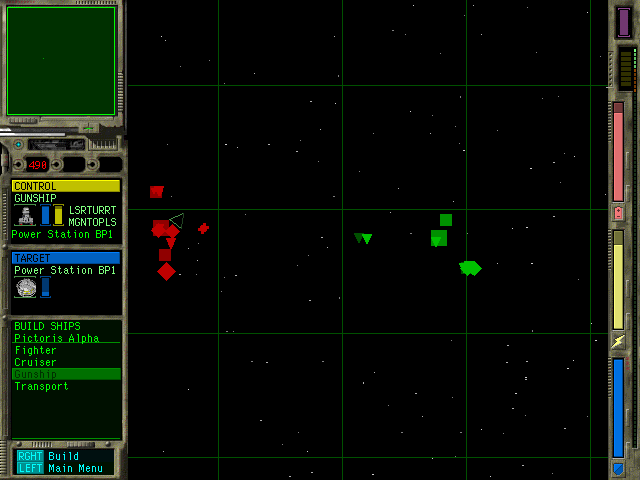 490
CONTROL
GUNSHIP
LSRTURRT
MGNTOPLS
Power Station BP1
TARGET
Power Station BP1
BUILD SHIPS
Pictoris Alpha
Fighter
Cruiser
Gunship
Transport
RGHT Build
LEFT Main Menu